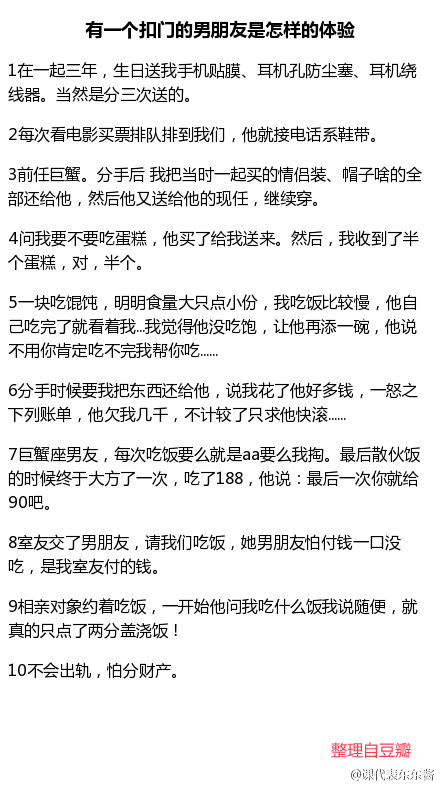 有一个扣门的男朋友是怎样的体验
1在一起三年，生日送我手机贴膜、耳机孔防尘塞、耳机绕
线器。当然是分三次送的。
2每次看电影买票排队排到我们，他就接电话系鞋带。
3前任巨蟹。分手后 我把当时一起买的情侣装、帽子啥的全
部还给他，然后他又送给他的现任，继续穿。
4问我要不要吃蛋糕，他买了给我送来。然后，我收到了半
个蛋糕，对，半个。
5一块吃馄饨，明明食量大只点小份，我吃饭比较慢，他自
己吃完了就看着我...我觉得他没吃饱，让他再添一碗，他说
不用你肯定吃不完我帮你吃......
6分手时候要我把东西还给他，说我花了他好多钱，一怒之
下列账单，他欠我几千，不计较了只求他快滚......
7巨蟹座男友，每次吃饭要么就是aa要么我掏。最后散伙饭
的时候终于大方了一次，吃了188，他说：最后一次你就给
90吧。
8室友交了男朋友，请我们吃饭，她男朋友怕付钱一口没
吃，是我室友付的钱。
9相亲对象约着吃饭，一开始他问我吃什么饭我说随便，就
真的只点了两分盖浇饭！
10不会出轨，怕分财产。
整理自豆瓣
@课代表东东酱